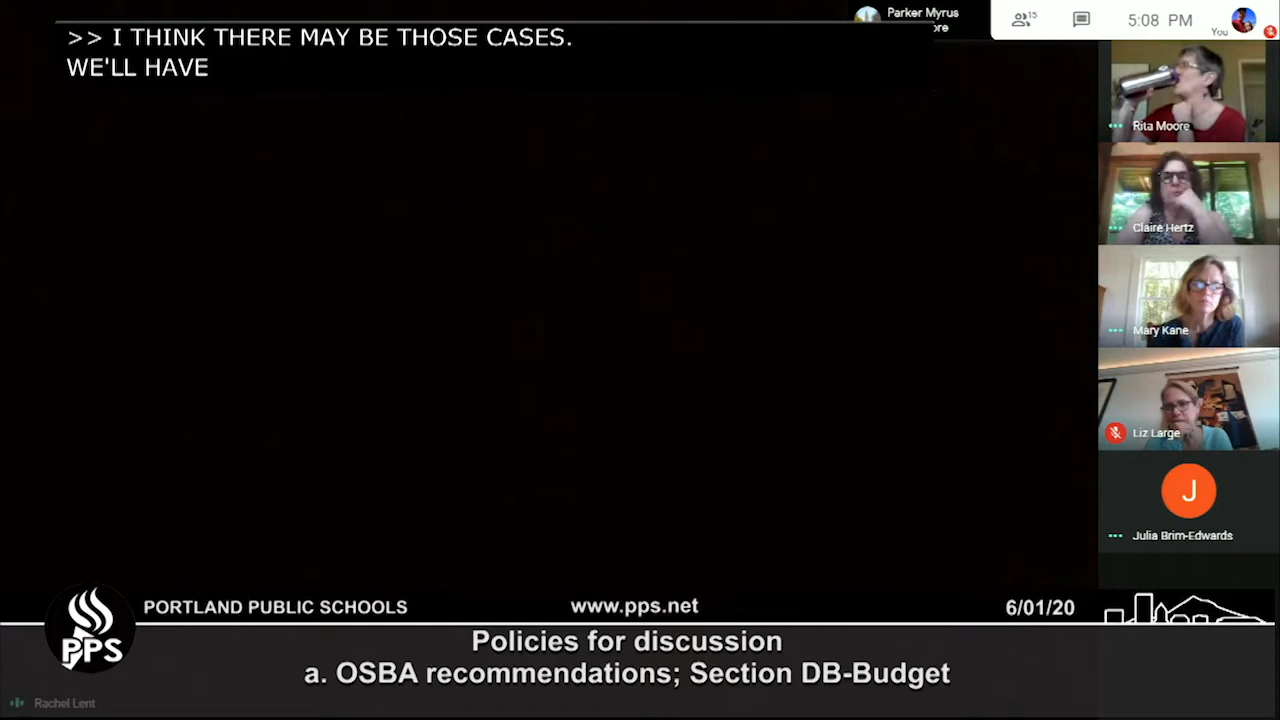 >> I THINK THERE MAY BE THOSE CASES.
WE'LL HAVE
Parker Myrus
ore
15
5:08 PM
You
Rita Moore
Claire Hertz
Mary Kane
Liz Large
J
Julia Brim-Edwards
PPS
PORTLAND PUBLIC SCHOOLS
www.pps.net
6/01/20
Policies for discussion
a. OSBA recommendations; Section DB-Budget
Rachel Lent